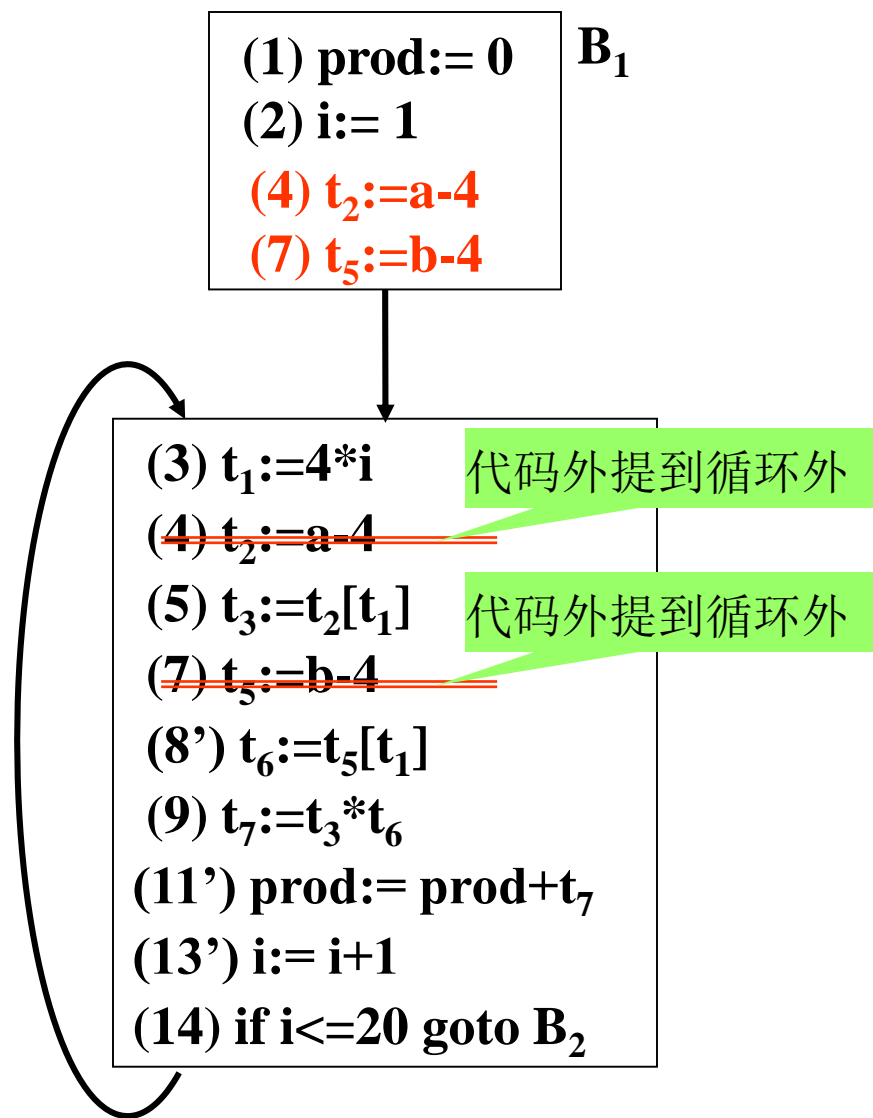 (1) prod:= 0
B₁
(2) i:= 1
(4) t₂:=a-4
(7) t₅:=b-4
(3) t₁:=4*i
代码外提到循环外
(4) t₂:=a-4
(5) t₃:=t₂[t₁]
代码外提到循环外
(7) t₅:=b-4
(8’) t₆:=t₅[t₁]
(9) t₇:=t₃*t₆
(11’) prod:= prod+t₇
(13’) i:= i+1
(14) if i<=20 goto B₂